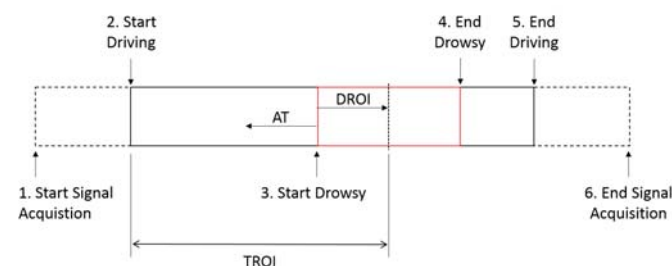 2. Start
Driving
4. End
Drowsy
5. End
Driving
DROI
AT
1. Start Signal
Acquistion
3. Start Drowsy
6. End Signal
Acquisition
TROI